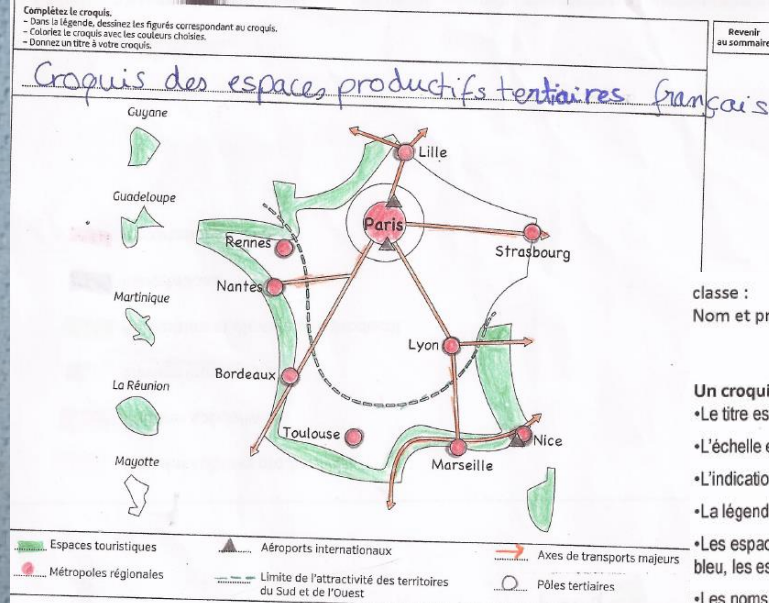 Complétez le croquis.
- Dans la légende, dessinez les figurés correspondant au croquis.
- Coloriez le croquis avec les couleurs choisies.
- Donnez un titre à votre croquis.
Revenir
au sommaire
Croquis des espaces productifs tertiaires français
Guyane
Guadeloupe
Martinique
La Réunion
Mayotte
Lille
Paris
Strasbourg
Rennes
Nantes
Lyon
Bordeaux
Toulouse
Marseille
Nice
classe :
Nom et pr
Un croqui
•Le titre es
•L'échelle e
•L'indicatio
•La légend
•Les espac
bleu, les es
•Les noms
Espaces touristiques
Métropoles régionales
Aéroports internationaux
Limite de l'attractivité des territoires
du Sud et de l'Ouest
Axes de transports majeurs
Pôles tertiaires